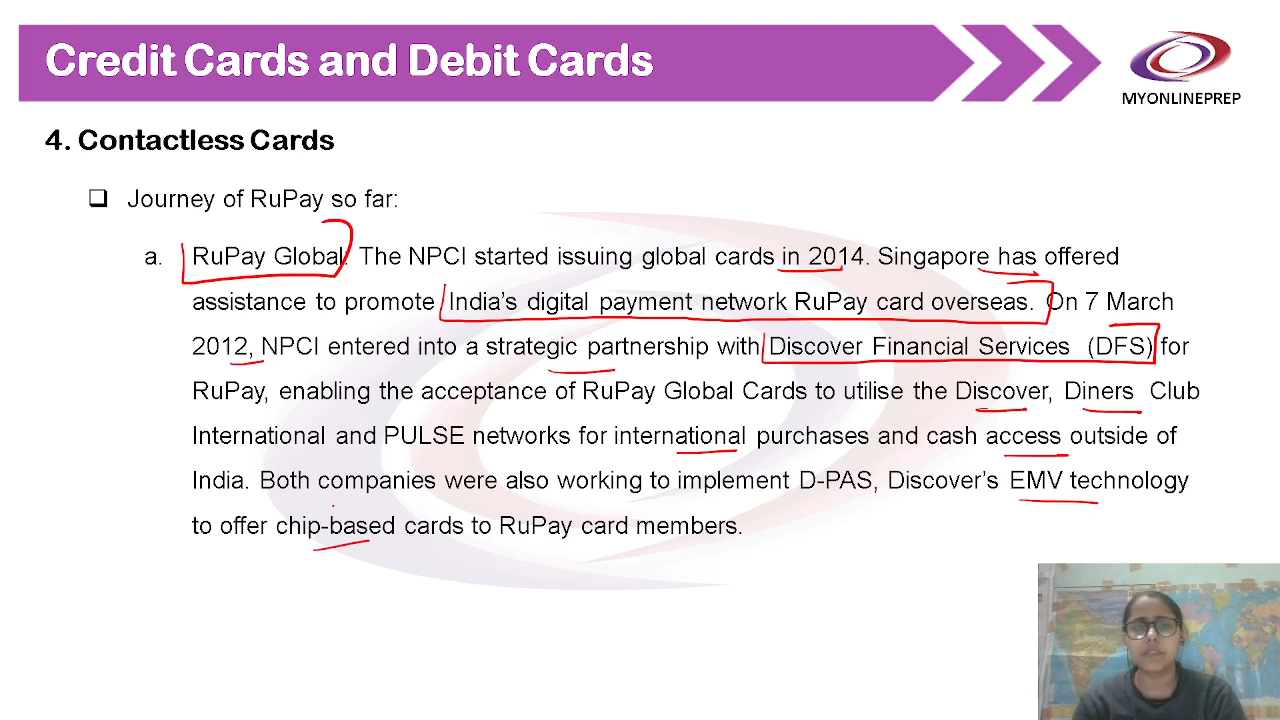 Credit Cards and Debit Cards
MYONLINEPREP
4. Contactless Cards
Journey of RuPay so far:
a. RuPay Global: The NPCI started issuing global cards in 2014. Singapore has offered
assistance to promote India's digital payment network RuPay card overseas. On 7 March
2012, NPCI entered into a strategic partnership with Discover Financial Services (DFS) for
RuPay, enabling the acceptance of RuPay Global Cards to utilise the Discover, Diners Club
International and PULSE networks for international purchases and cash access outside of
India. Both companies were also working to implement D-PAS, Discover's EMV technology
to offer chip-based cards to RuPay card members.